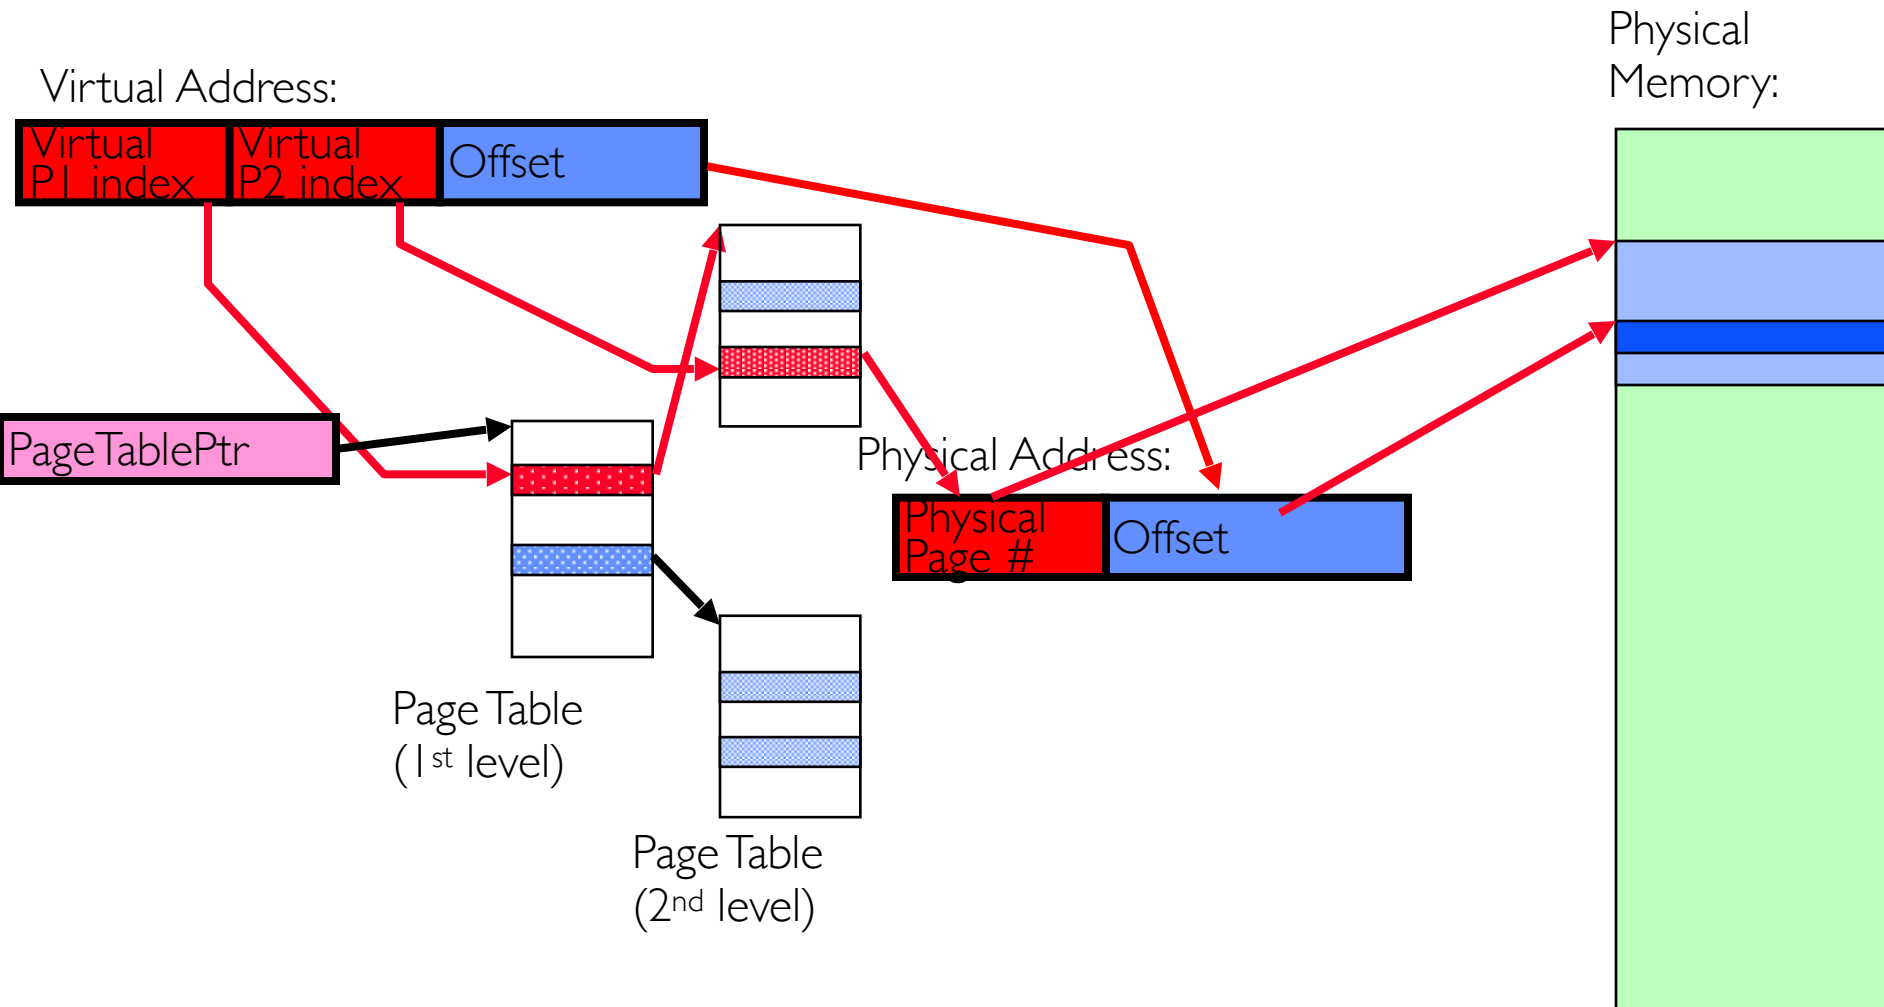 Physical
Memory:
Virtual Address:
Virtual
P1 index
Virtual
P2 index
Offset
PageTablePtr
Physical Address:
Physical
Page #
Offset
Page Table
(1st level)
Page Table
(2nd level)